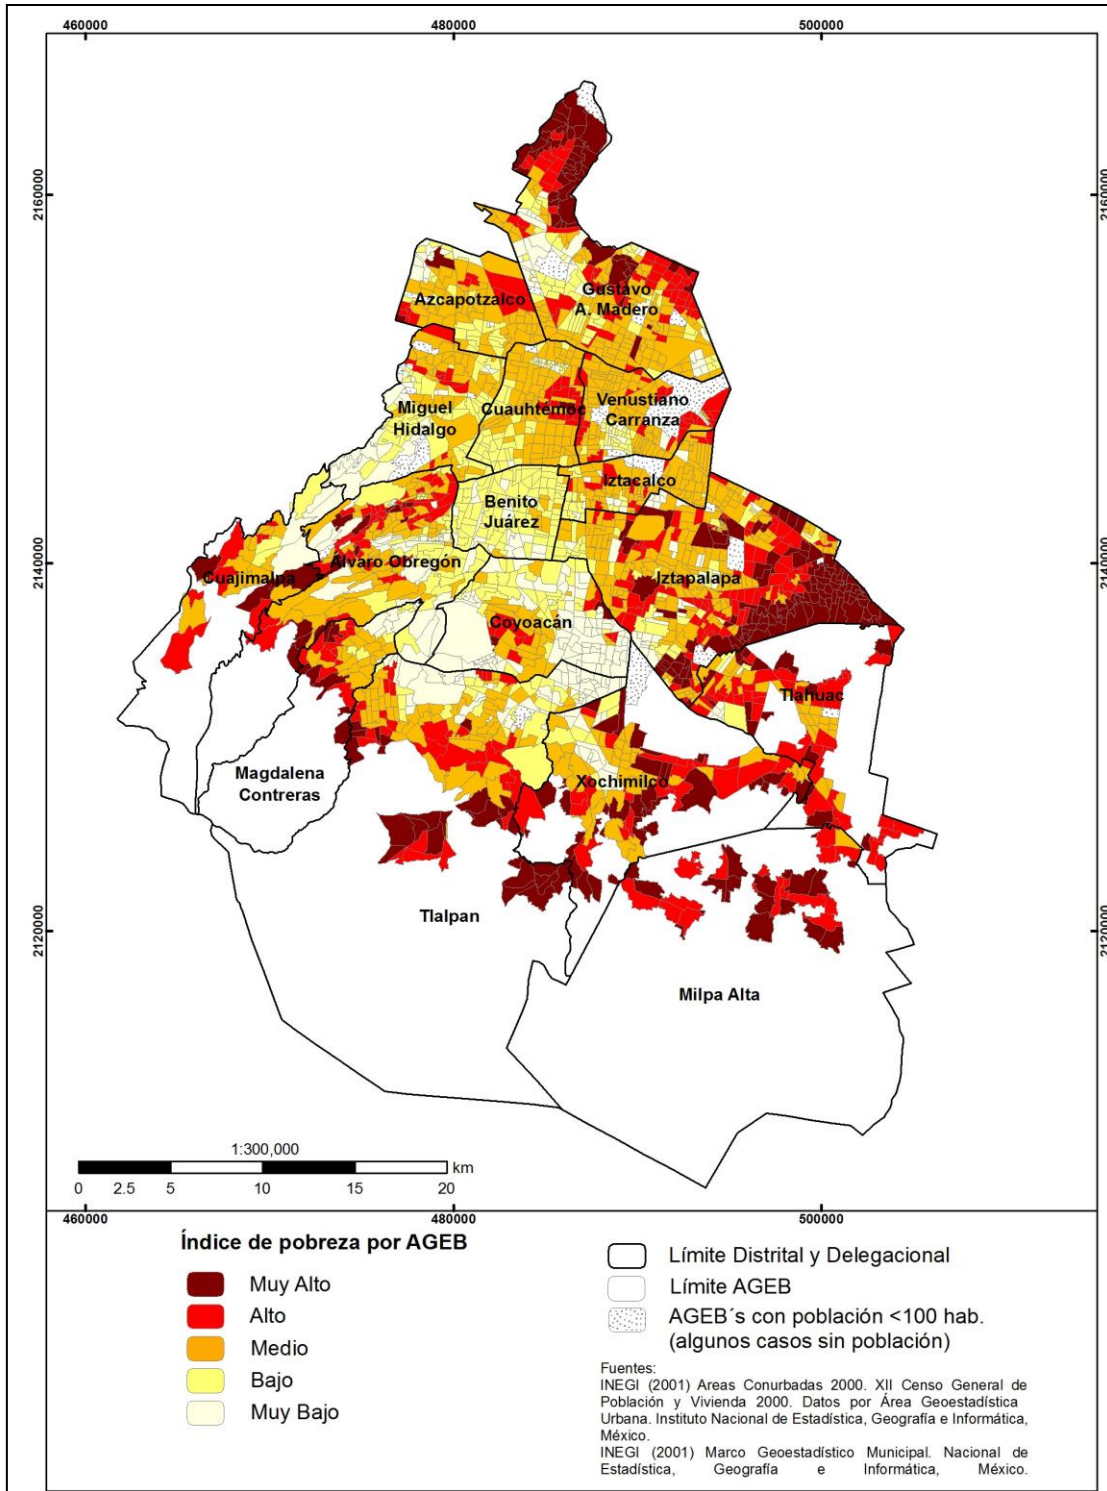 460000 480000 500000
2160000 2160000
Azcapotzalco
Gustavo
A. Madero
Miguel
Hidalgo
Cuauhtémoc
Venustiano
Carranza
Iztacalco
Benito
Juárez
2140000 2140000
Cuajimalpa
Alvaro Obregón
Iztapalapa
Coyoacán
Tlahuac
Magdalena
Contreras
Xochimilco
2120000 2120000
Tlalpan
Milpa Alta
1:300,000
km
0 2.5 5 10 15 20
460000 480000 500000
Índice de pobreza por AGEB
Muy Alto
Alto
Medio
Bajo
Muy Bajo
Límite Distrital y Delegacional
Límite AGEB
AGEB´s con población <100 hab.
(algunos casos sin población)
Fuentes:
INEGI (2001) Areas Conurbadas 2000. XII Censo General de
Población y Vivienda 2000. Datos por Área Geoestadística
Urbana. Instituto Nacional de Estadística, Geografía e Informática,
México.
INEGI (2001) Marco Geoestadístico Municipal. Nacional de
Estadística, Geografía e Informática, México.